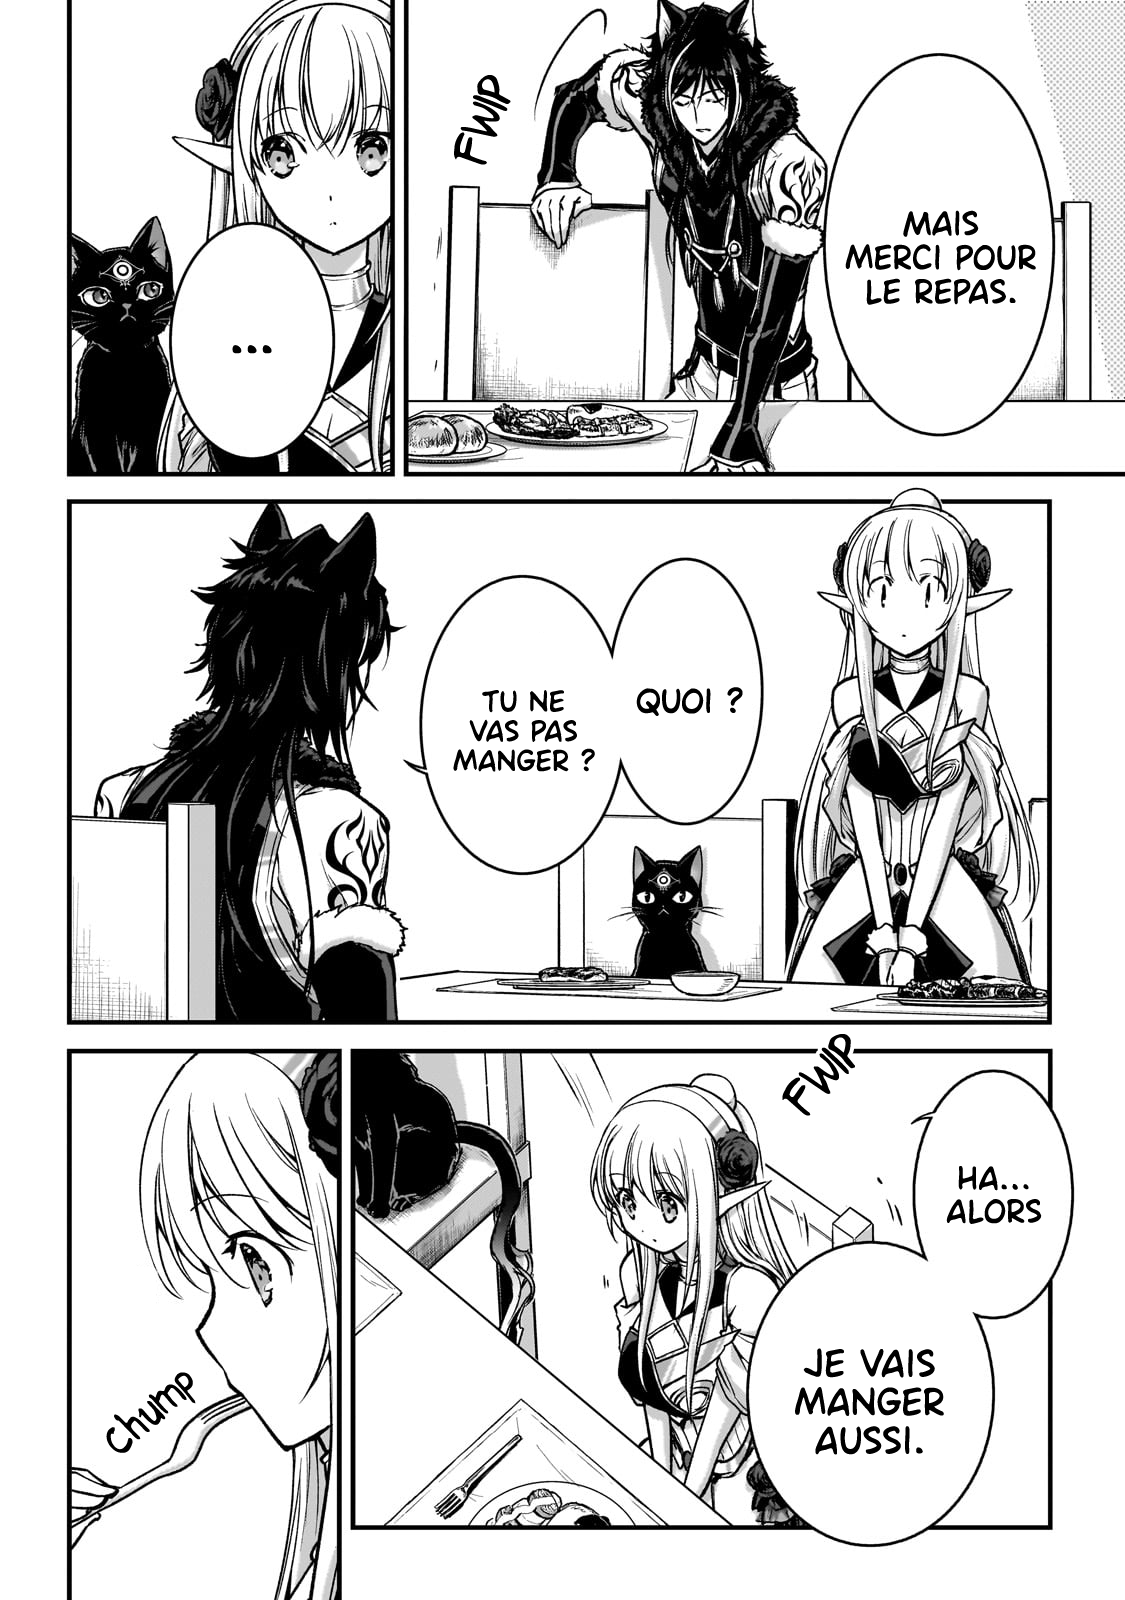 MAIS
MERCI POUR
LE REPAS.
FWIP
...
QUOI ?
TU NE
VAS PAS
MANGER ?
FWIP
HA...
ALORS
JE VAIS
MANGER
AUSSI.
Chump